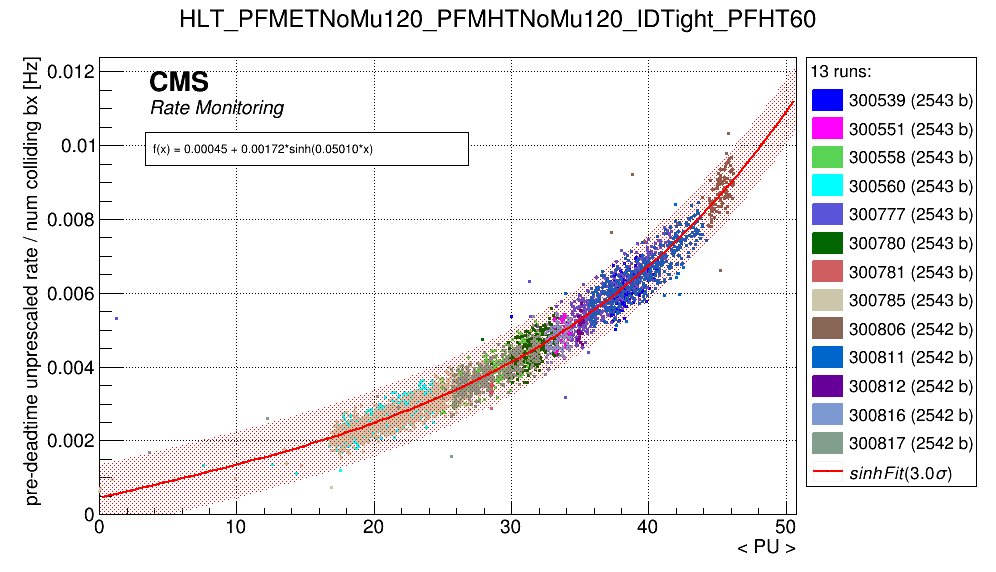 HLT_PFMETNoMu120_PFMHTNoMu120_IDTight_PFHT60
pre-deadtime unprescaled rate / num colliding bx [Hz]
0.012
0.01
0.008
0.006
0.004
0.002
0
CMS
Rate Monitoring
f(x) = 0.00045 + 0.00172*sinh(0.05010*x)
0 10 20 30 40 50
< PU >
13 runs:
300539 (2543 b)
300551 (2543 b)
300558 (2543 b)
300560 (2543 b)
300777 (2543 b)
300780 (2543 b)
300781 (2543 b)
300785 (2543 b)
300806 (2542 b)
300811 (2542 b)
300812 (2542 b)
300816 (2542 b)
300817 (2542 b)
sinhFit(3.0σ)